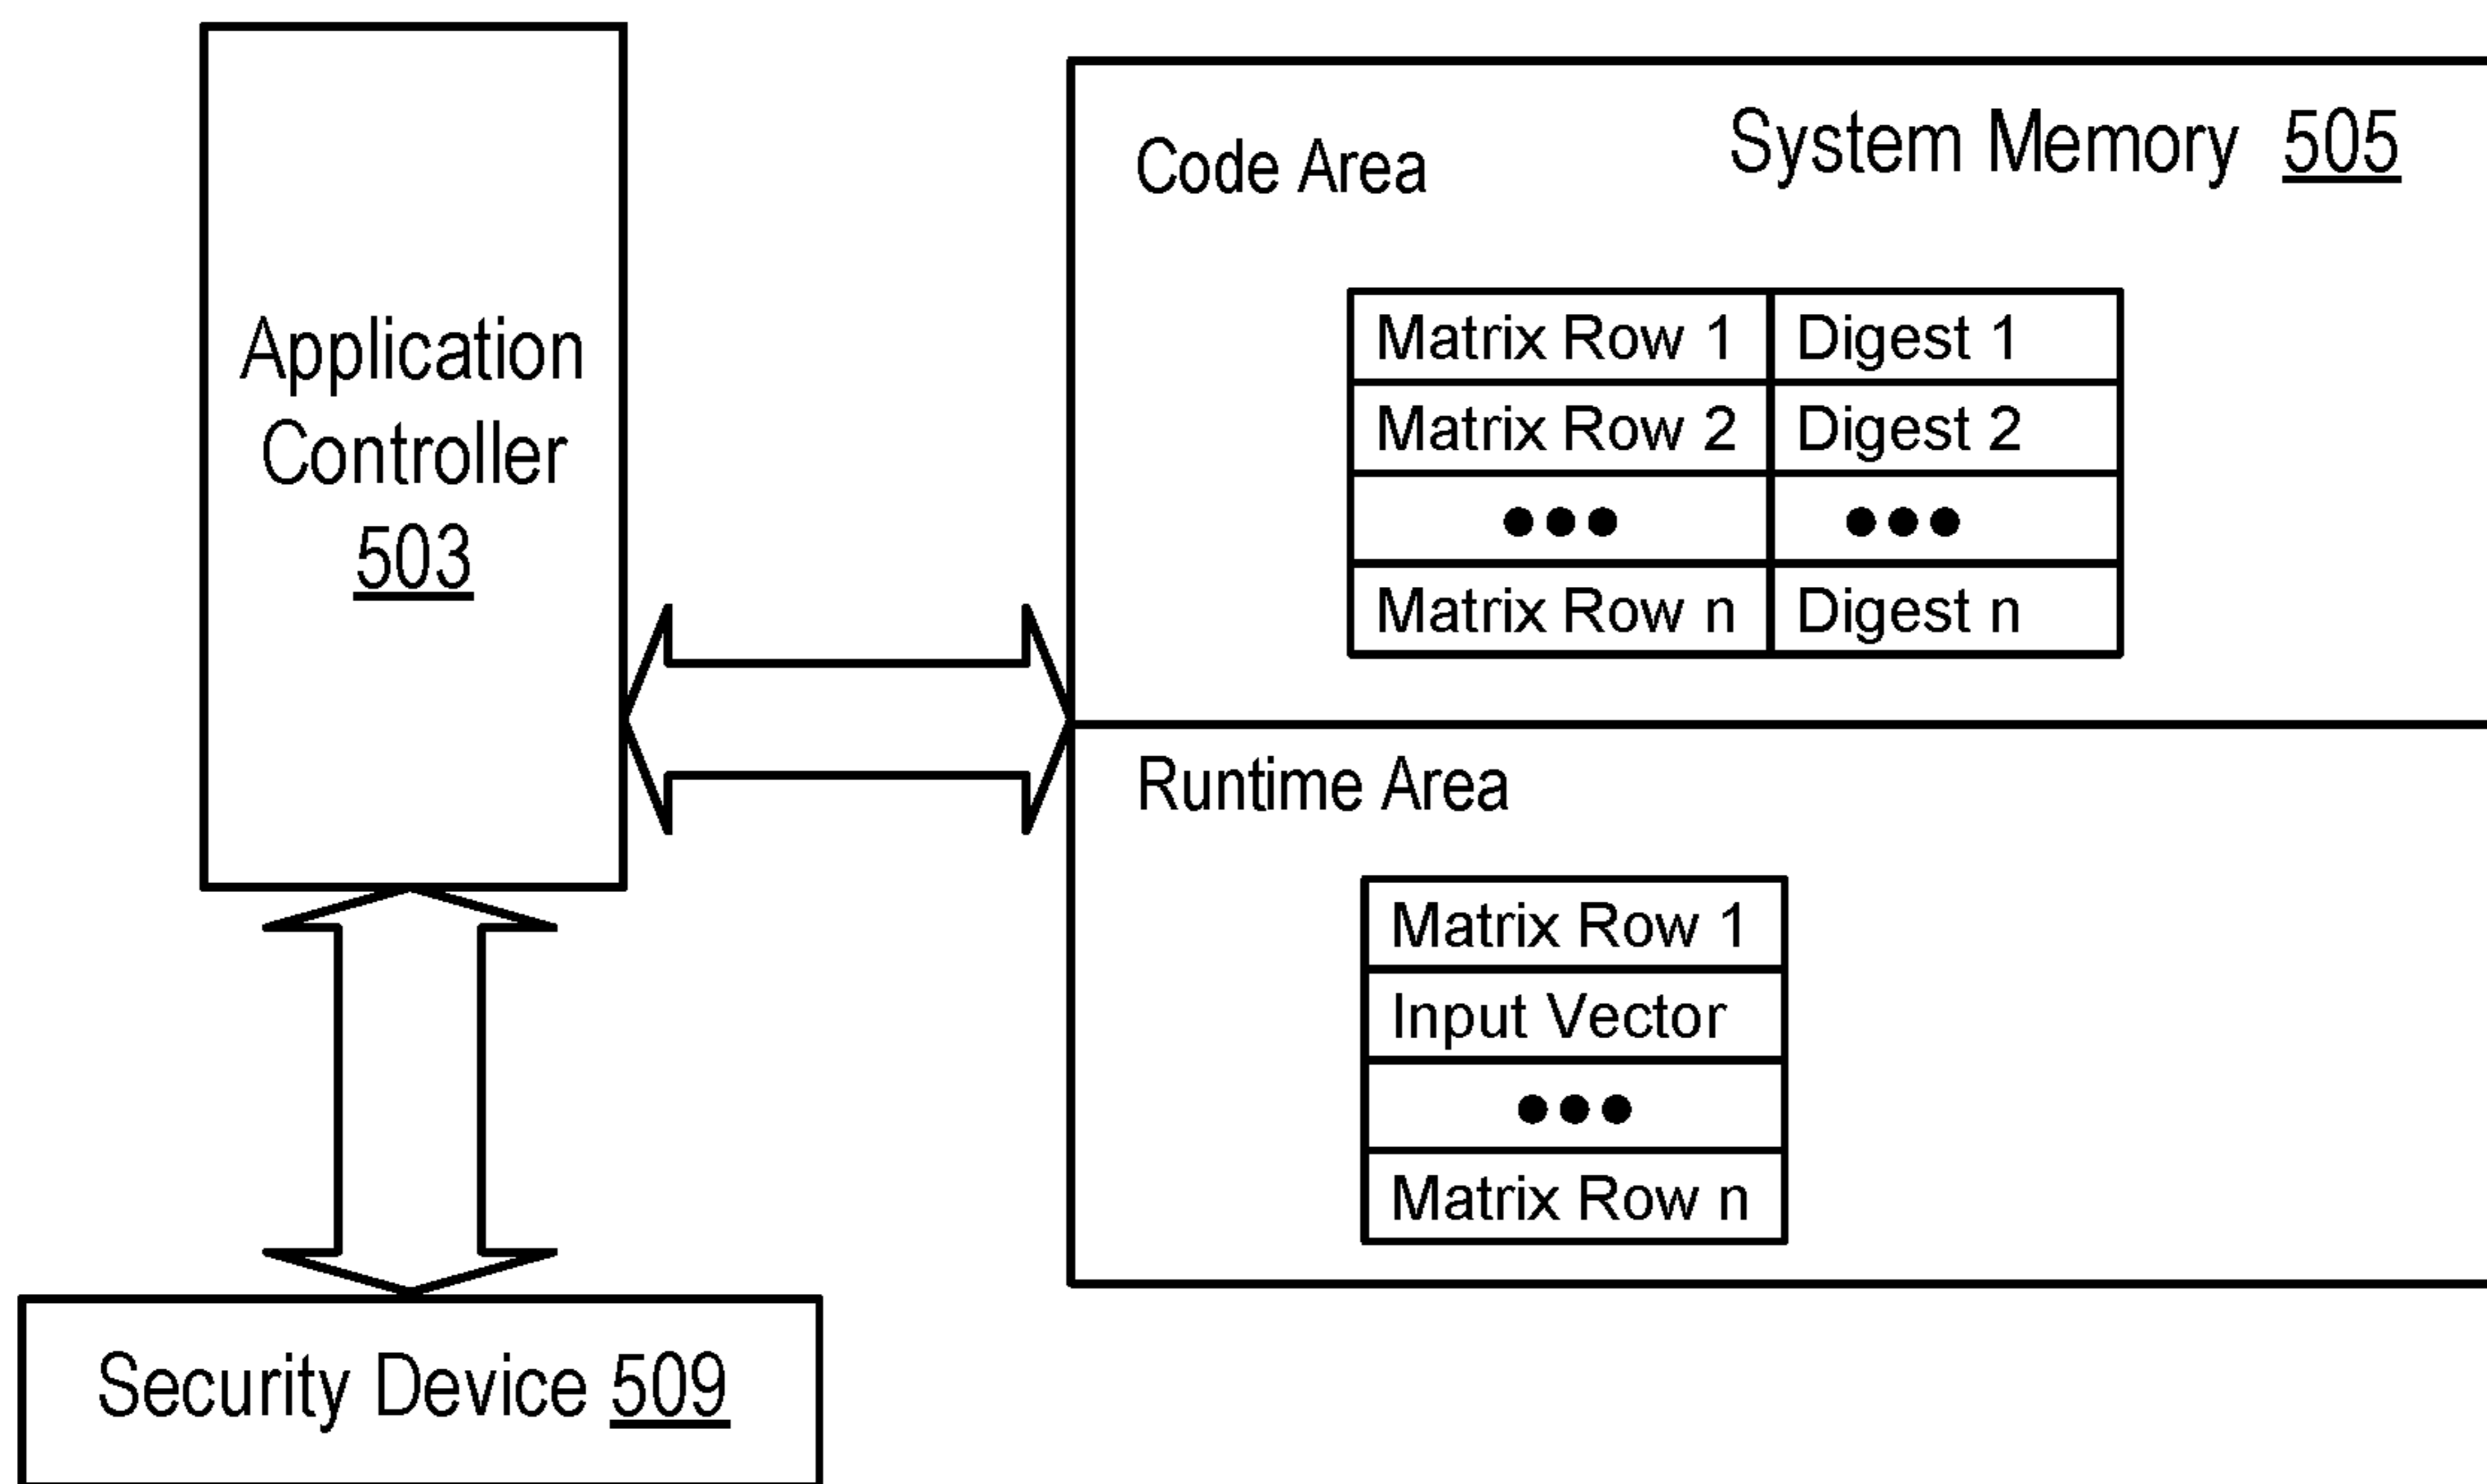 Application
Controller
503
System Memory 505
Code Area
Matrix Row 1 Digest 1
Matrix Row 2 Digest 2
●●● ●●●
Matrix Row n Digest n
Runtime Area
Matrix Row 1
Input Vector
●●●
Matrix Row n
Security Device 509